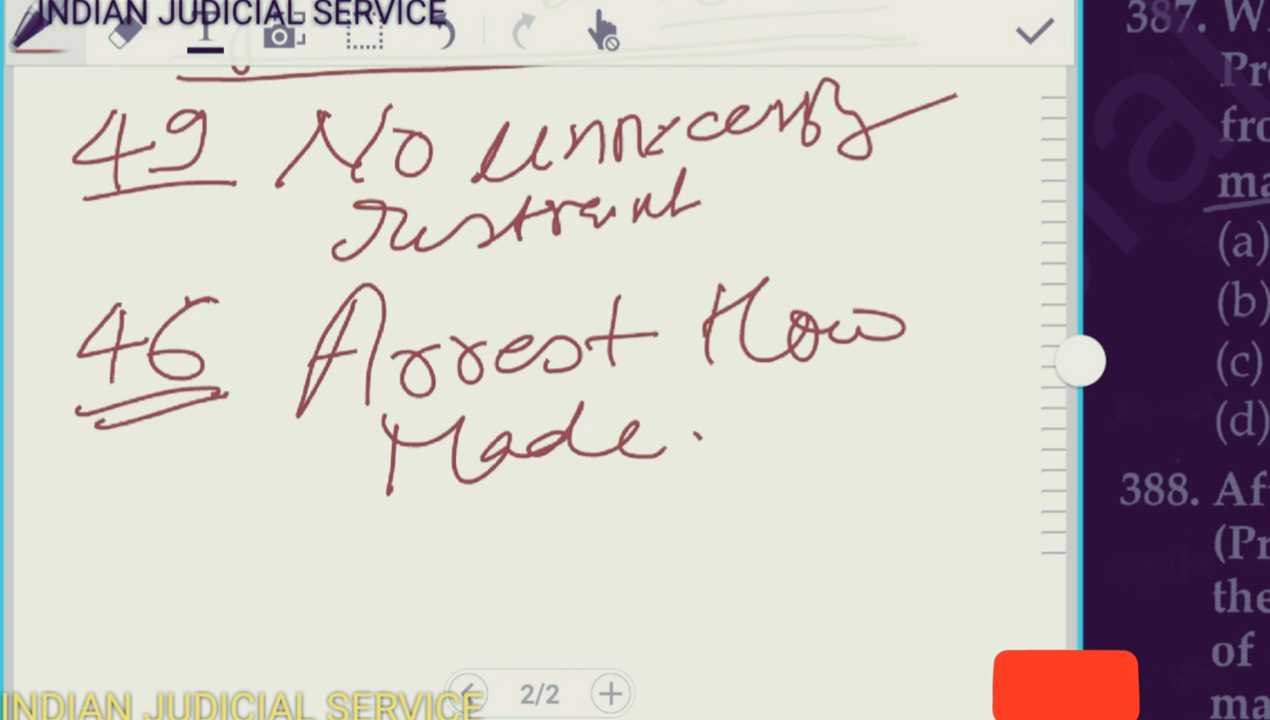 INDIAN JUDICIAL SERVICE
T
49 No unnecessary
restraint
46 Arrest How
Made.
2/2
INDIAN JUDICIAL SERVICE
387. W
Pro
fro
ma
(a)
(b)
(c)
(d)
388. Af
(Pr
the
of
ma